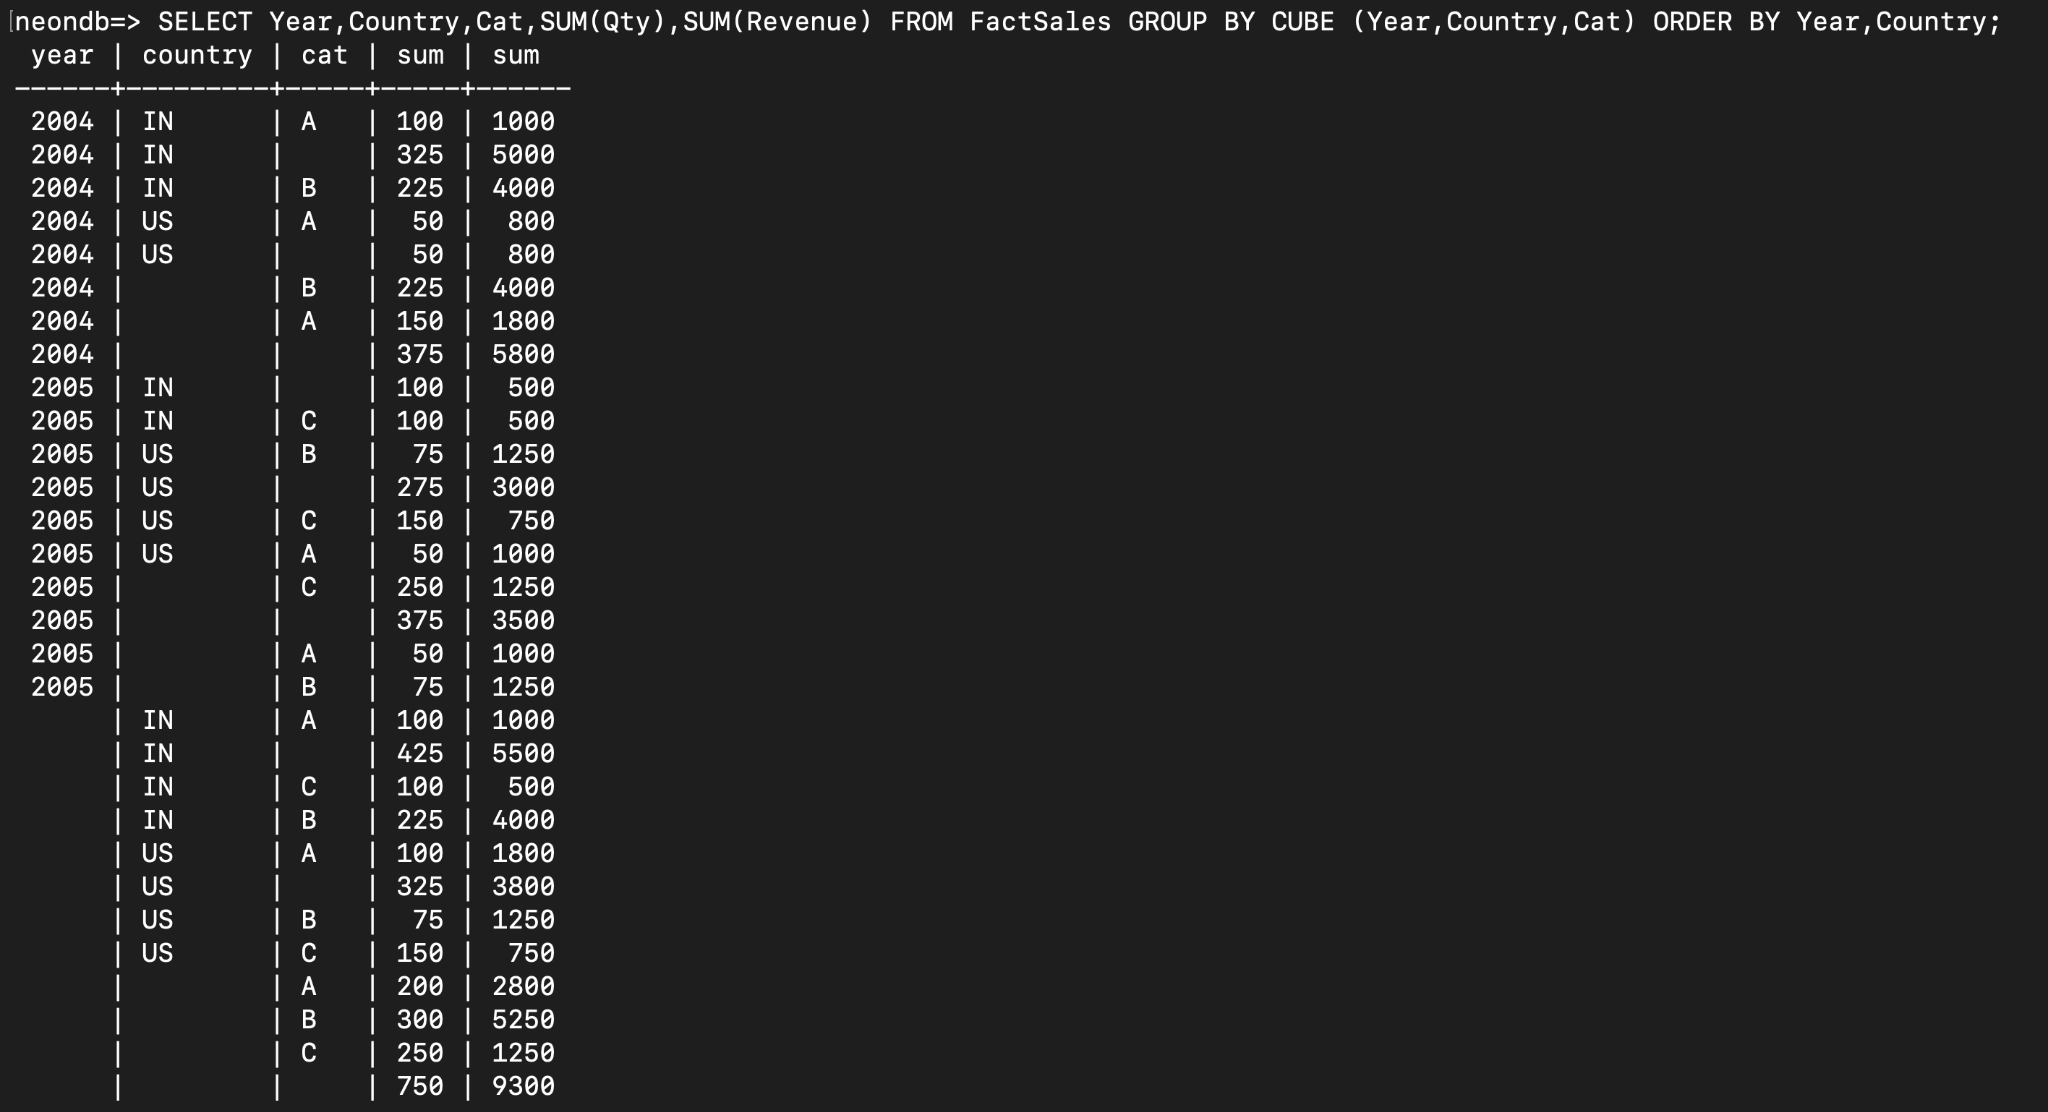 [neondb=> SELECT Year,Country,Cat,SUM(Qty),SUM(Revenue) FROM FactSales GROUP BY CUBE (Year,Country,Cat) ORDER BY Year,Country;
 year | country | cat | sum | sum
------+---------+-----+-----+------
 2004 | IN      | A   | 100 | 1000
 2004 | IN      |     | 325 | 5000
 2004 | IN      | B   | 225 | 4000
 2004 | US      | A   |  50 |  800
 2004 | US      |     |  50 |  800
 2004 |         | B   | 225 | 4000
 2004 |         | A   | 150 | 1800
 2004 |         |     | 375 | 5800
 2005 | IN      |     | 100 |  500
 2005 | IN      | C   | 100 |  500
 2005 | US      | B   |  75 | 1250
 2005 | US      |     | 275 | 3000
 2005 | US      | C   | 150 |  750
 2005 | US      | A   |  50 | 1000
 2005 |         | C   | 250 | 1250
 2005 |         |     | 375 | 3500
 2005 |         | A   |  50 | 1000
 2005 |         | B   |  75 | 1250
      | IN      | A   | 100 | 1000
      | IN      |     | 425 | 5500
      | IN      | C   | 100 |  500
      | IN      | B   | 225 | 4000
      | US      | A   | 100 | 1800
      | US      |     | 325 | 3800
      | US      | B   |  75 | 1250
      | US      | C   | 150 |  750
      |         | A   | 200 | 2800
      |         | B   | 300 | 5250
      |         | C   | 250 | 1250
      |         |     | 750 | 9300